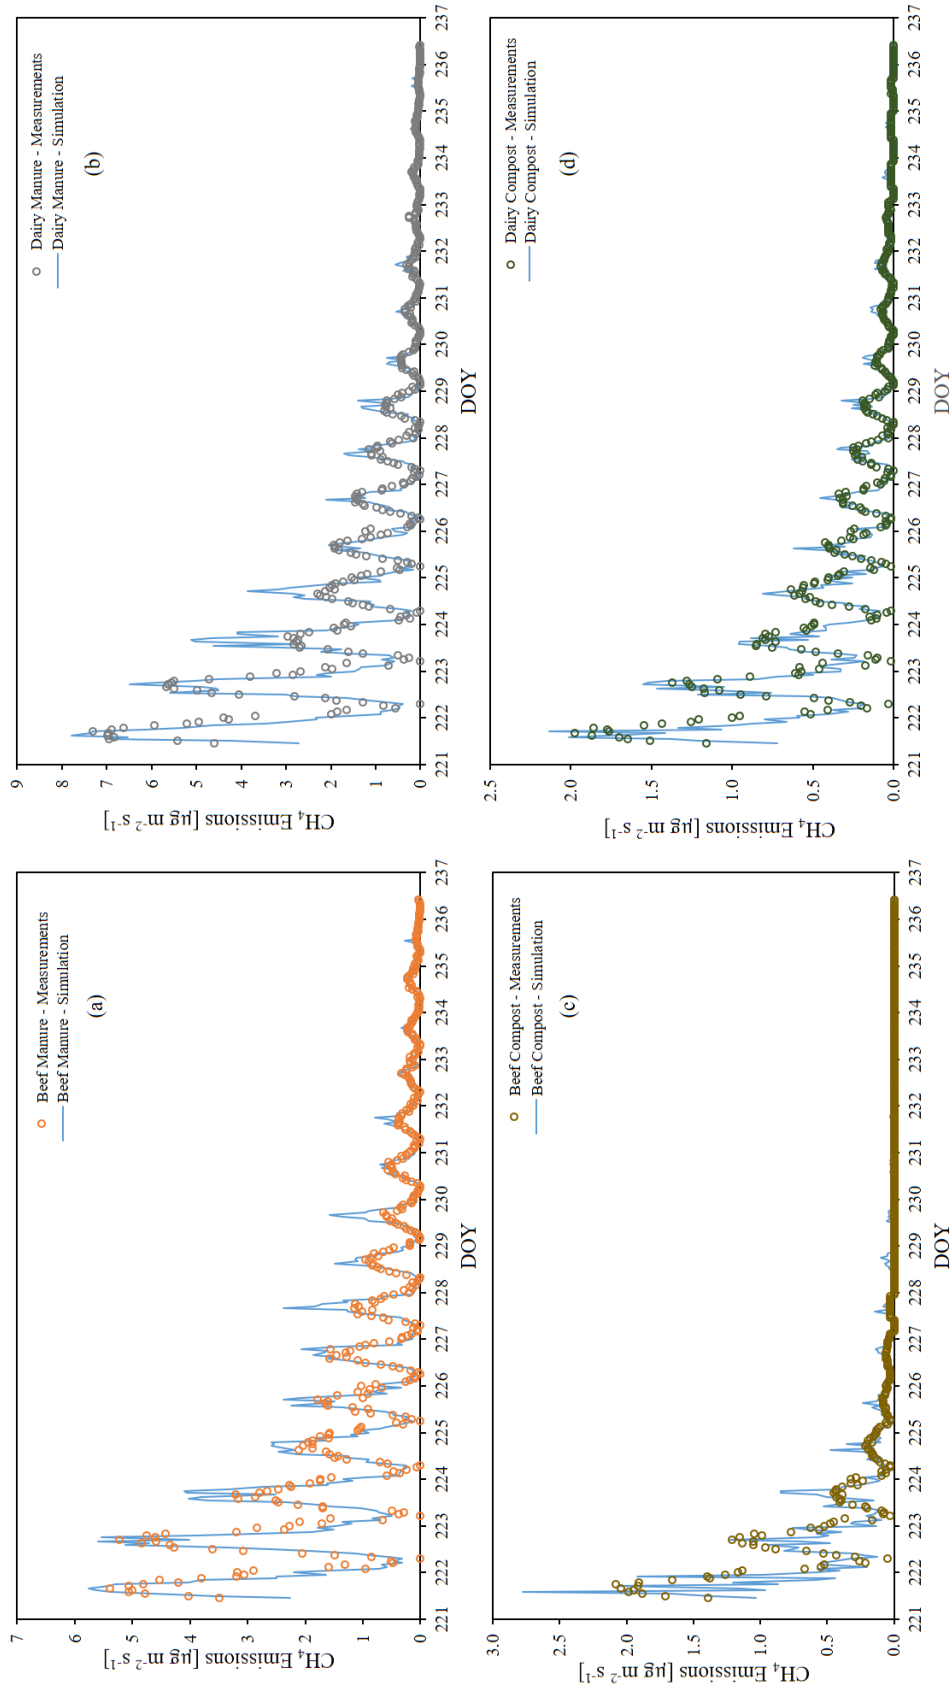 7
6
5
4
3
2
1
0
CH₄ Emissions [µg m⁻² s⁻¹]
Beef Manure - Measurements
Beef Manure - Simulation
(a)
221 222 223 224 225 226 227 228 229 230 231 232 233 234 235 236 237
DOY
9
8
7
6
5
4
3
2
1
0
CH₄ Emissions [µg m⁻² s⁻¹]
Dairy Manure - Measurements
Dairy Manure - Simulation
(b)
221 222 223 224 225 226 227 228 229 230 231 232 233 234 235 236 237
DOY
3.0
2.5
2.0
1.5
1.0
0.5
0.0
CH₄ Emissions [µg m⁻² s⁻¹]
Beef Compost - Measurements
Beef Compost - Simulation
(c)
221 222 223 224 225 226 227 228 229 230 231 232 233 234 235 236 237
DOY
2.5
2.0
1.5
1.0
0.5
0.0
CH₄ Emissions [µg m⁻² s⁻¹]
Dairy Compost - Measurements
Dairy Compost - Simulation
(d)
221 222 223 224 225 226 227 228 229 230 231 232 233 234 235 236 237
DOY